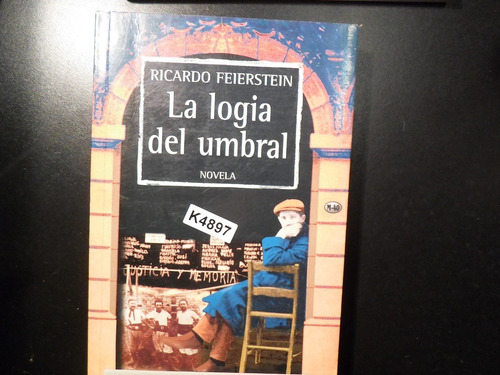 RICARDO FEIERSTEIN
La logia
del umbral
NOVELA
K4897
JUSTICIA Y MEMORIA